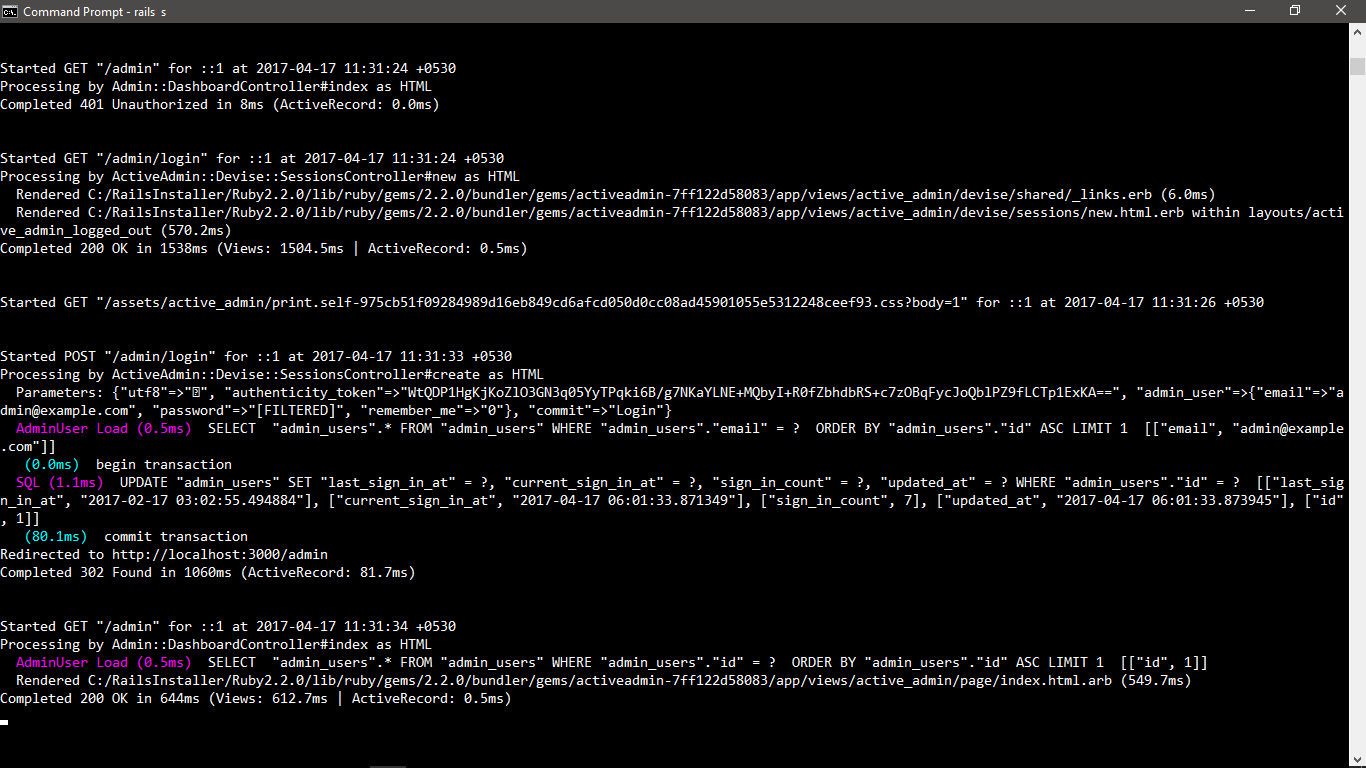 Command Prompt - rails  s
Started GET "/admin" for ::1 at 2017-04-17 11:31:24 +0530
Processing by Admin::DashboardController#index as HTML
Completed 401 Unauthorized in 8ms (ActiveRecord: 0.0ms)
Started GET "/admin/login" for ::1 at 2017-04-17 11:31:24 +0530
Processing by ActiveAdmin::Devise::SessionsController#new as HTML
  Rendered C:/RailsInstaller/Ruby2.2.0/lib/ruby/gems/2.2.0/bundler/gems/activeadmin-7ff122d58083/app/views/active_admin/devise/shared/_links.erb (6.0ms)
  Rendered C:/RailsInstaller/Ruby2.2.0/lib/ruby/gems/2.2.0/bundler/gems/activeadmin-7ff122d58083/app/views/active_admin/devise/sessions/new.html.erb within layouts/acti
ve_admin_logged_out (570.2ms)
Completed 200 OK in 1538ms (Views: 1504.5ms | ActiveRecord: 0.5ms)
Started GET "/assets/active_admin/print.self-975cb51f09284989d16eb849cd6afcd050d0cc08ad45901055e5312248ceef93.css?body=1" for ::1 at 2017-04-17 11:31:26 +0530
Started POST "/admin/login" for ::1 at 2017-04-17 11:31:33 +0530
Processing by ActiveAdmin::Devise::SessionsController#create as HTML
  Parameters: {"utf8"=>"�", "authenticity_token"=>"WtQDP1HgKjKoZlO3GN3q05YyTPqki6B/g7NKaYLNE+MQbyI+R0fZbhdbRS+c7zOBqFycJoQblPZ9fLCTp1ExKA==", "admin_user"=>{"email"=>"a
dmin@example.com", "password"=>"[FILTERED]", "remember_me"=>"0"}, "commit"=>"Login"}
  AdminUser Load (0.5ms)  SELECT  "admin_users".* FROM "admin_users" WHERE "admin_users"."email" = ?  ORDER BY "admin_users"."id" ASC LIMIT 1  [["email", "admin@example
.com"]]
   (0.0ms)  begin transaction
  SQL (1.1ms)  UPDATE "admin_users" SET "last_sign_in_at" = ?, "current_sign_in_at" = ?, "sign_in_count" = ?, "updated_at" = ? WHERE "admin_users"."id" = ?  [["last_sig
n_in_at", "2017-02-17 03:02:55.494884"], ["current_sign_in_at", "2017-04-17 06:01:33.871349"], ["sign_in_count", 7], ["updated_at", "2017-04-17 06:01:33.873945"], ["id"
, 1]]
   (80.1ms)  commit transaction
Redirected to http://localhost:3000/admin
Completed 302 Found in 1060ms (ActiveRecord: 81.7ms)
Started GET "/admin" for ::1 at 2017-04-17 11:31:34 +0530
Processing by Admin::DashboardController#index as HTML
  AdminUser Load (0.5ms)  SELECT  "admin_users".* FROM "admin_users" WHERE "admin_users"."id" = ?  ORDER BY "admin_users"."id" ASC LIMIT 1  [["id", 1]]
  Rendered C:/RailsInstaller/Ruby2.2.0/lib/ruby/gems/2.2.0/bundler/gems/activeadmin-7ff122d58083/app/views/active_admin/page/index.html.arb (549.7ms)
Completed 200 OK in 644ms (Views: 612.7ms | ActiveRecord: 0.5ms)